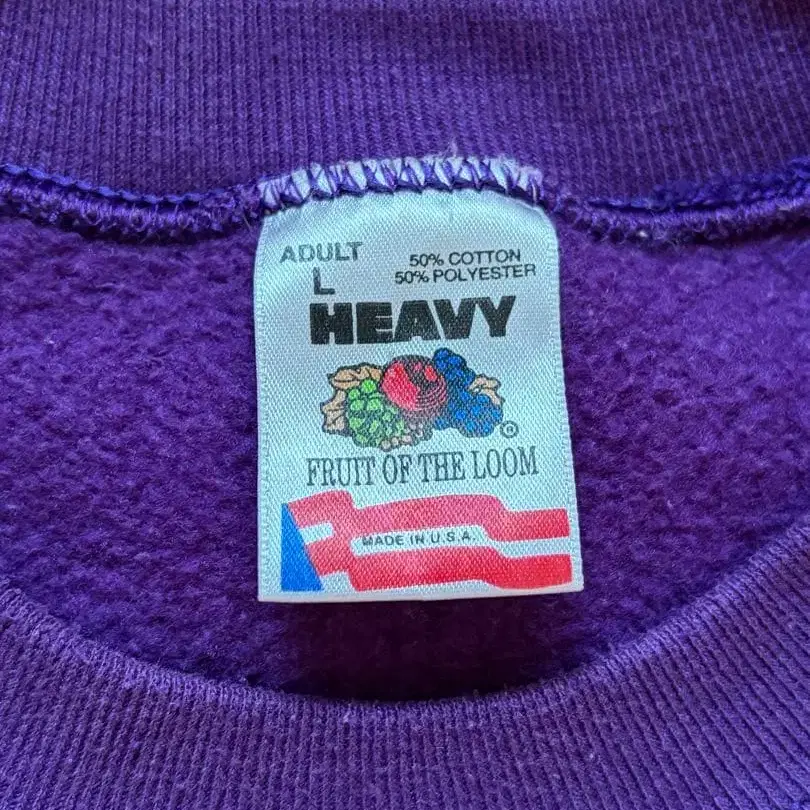 ADULT
L
50% COTTON
50% POLYESTER
HEAVY
®
FRUIT OF THE LOOM
MADE IN U.S.A.